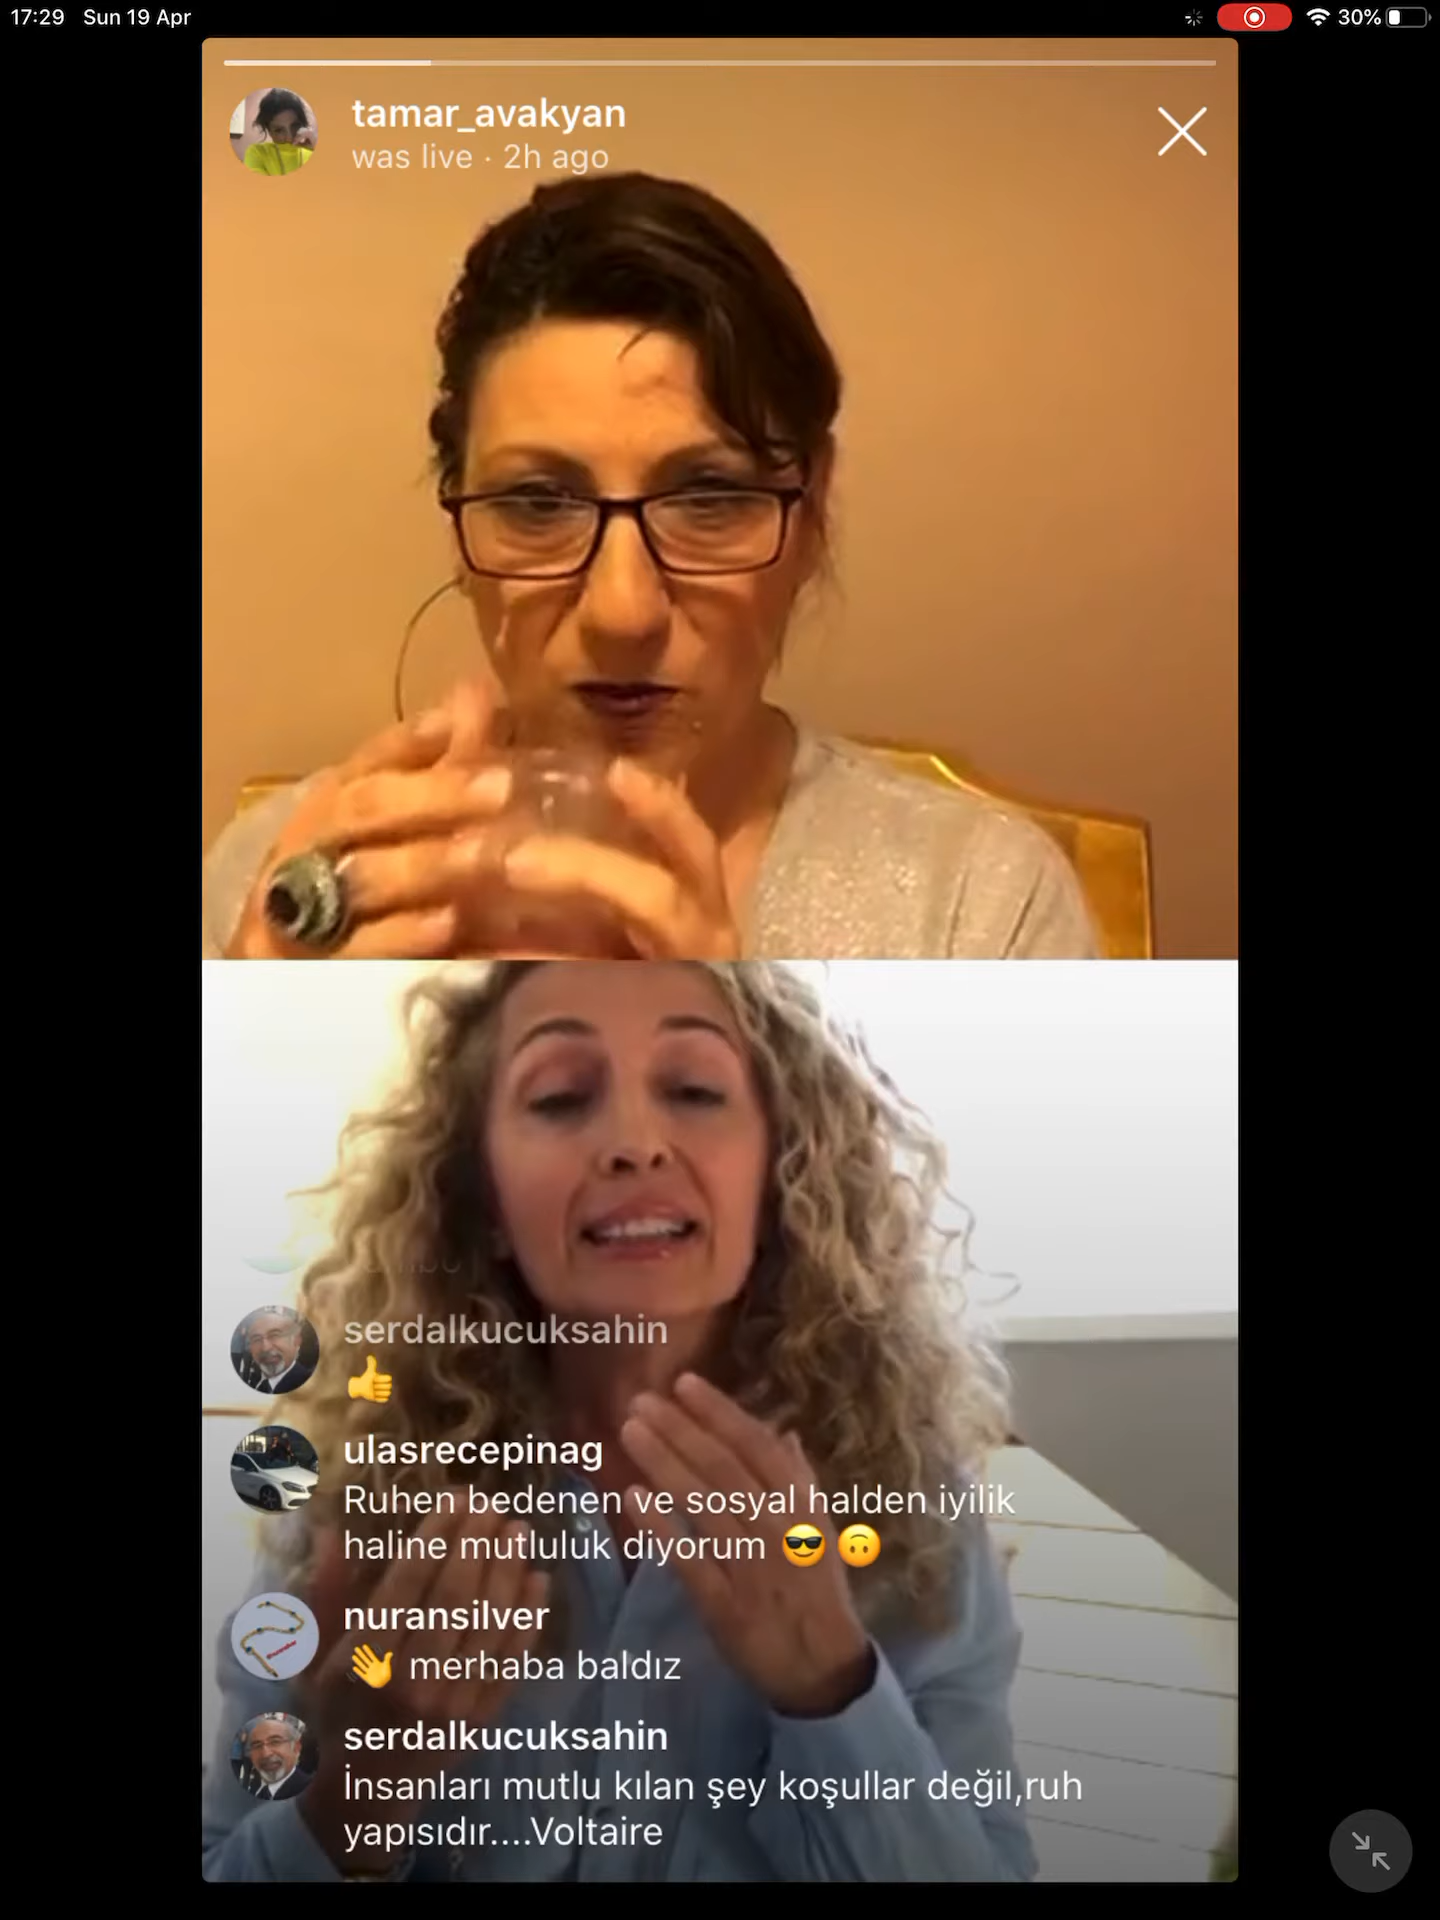 17:29 Sun 19 Apr
30%
tamar_avakyan
was live · 2h ago
serdalkucuksahin
👍
ulasrecepinag
Ruhen bedenen ve sosyal halden iyilik
haline mutluluk diyorum 😎 🙃
nuransilver
👋 merhaba baldız
serdalkucuksahin
İnsanları mutlu kılan şey koşullar değil,ruh
yapısıdır....Voltaire